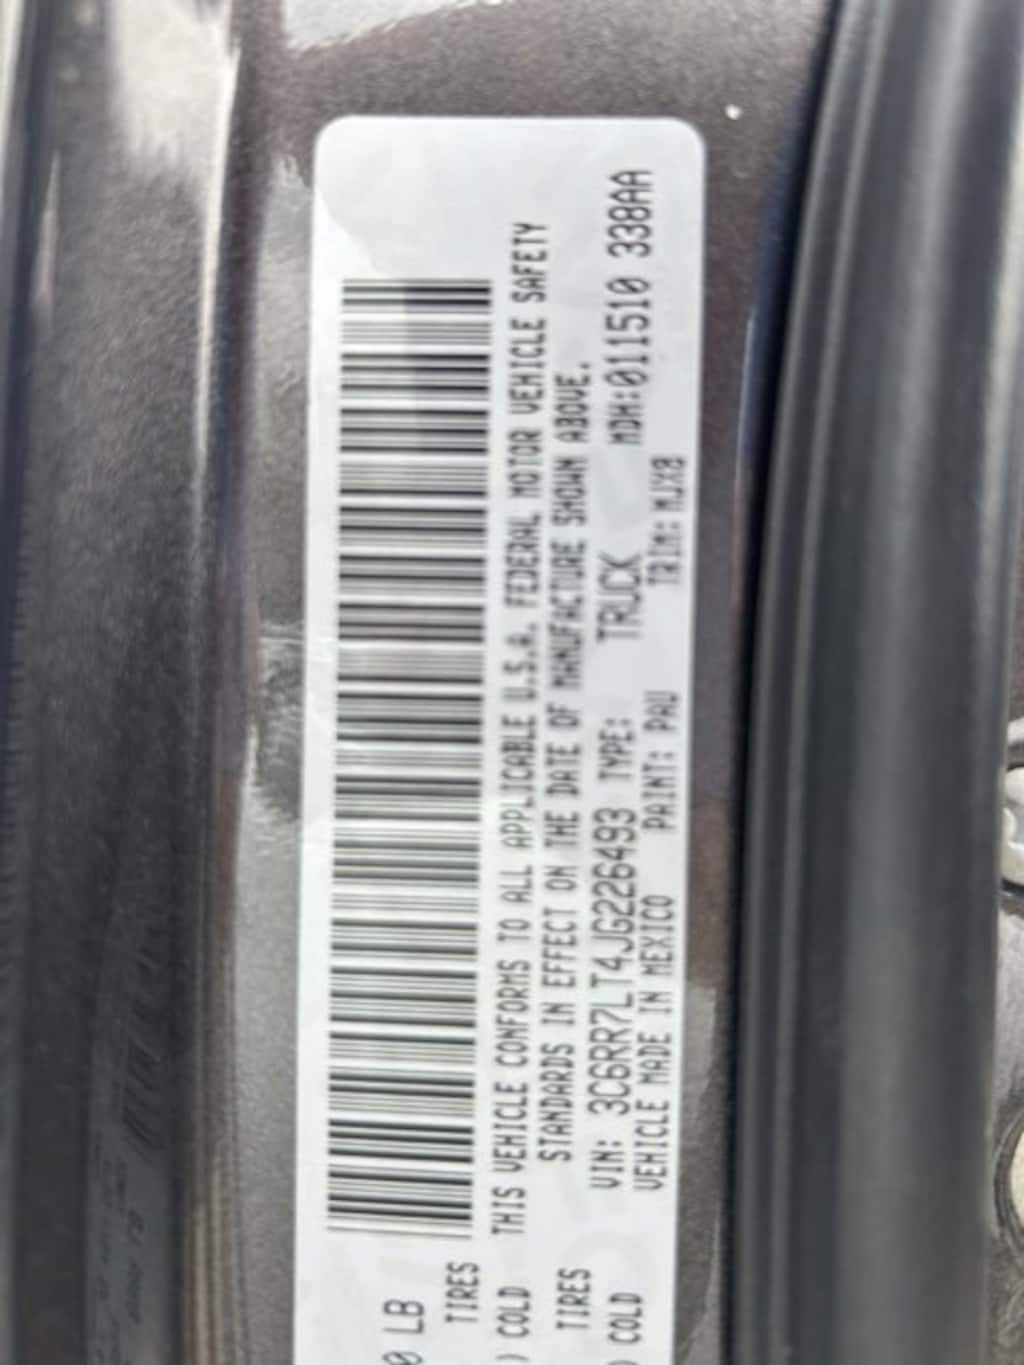 0 LB
TIRES
) COLD
TIRES
) COLD
THIS VEHICLE CONFORMS TO ALL APPLICABLE U.S.A. FEDERAL MOTOR VEHICLE SAFETY
STANDARDS IN EFFECT ON THE DATE OF MANUFACTURE SHOWN ABOVE.
VIN: 3C6RR7LT4JG226493 TYPE: TRUCK MDH:011510 338AA
VEHICLE MADE IN MEXICO PAINT: PAU TRIM: MJX8